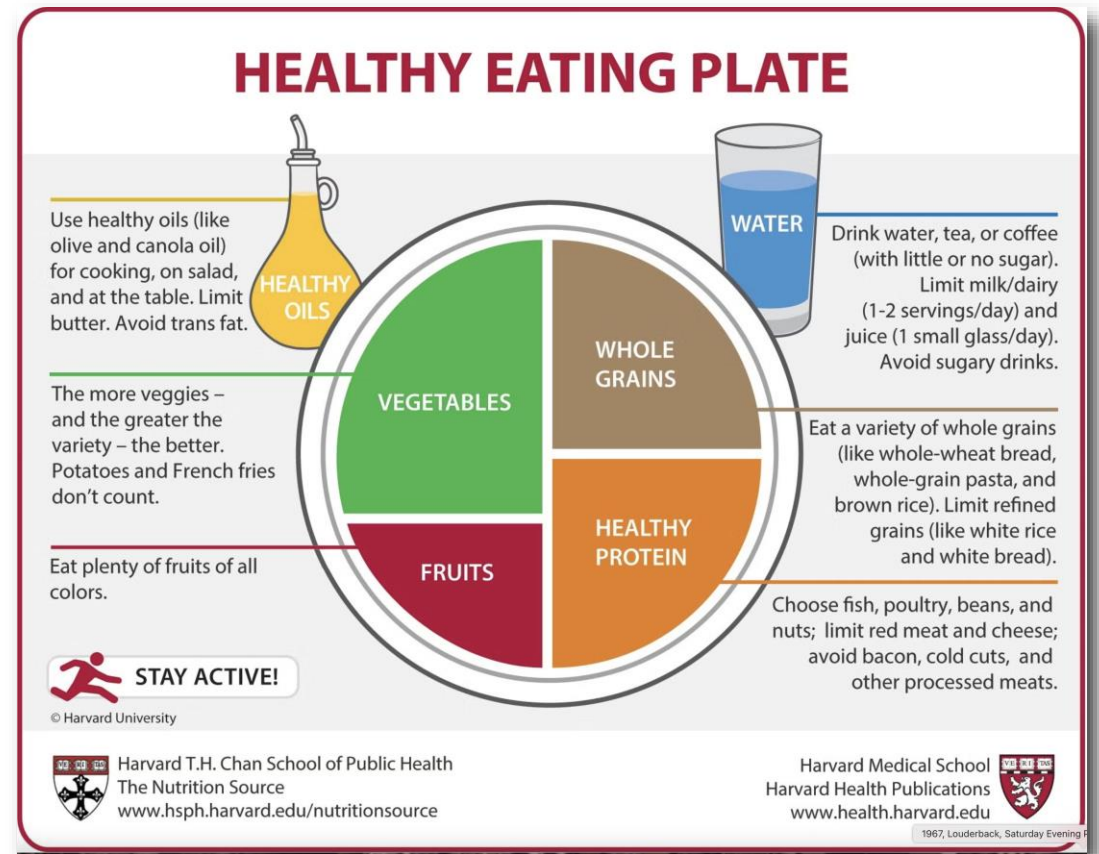 HEALTHY EATING PLATE
Use healthy oils (like
olive and canola oil)
for cooking, on salad,
and at the table. Limit
butter. Avoid trans fat.
HEALTHY
OILS
The more veggies –
and the greater the
variety – the better.
Potatoes and French fries
don’t count.
Eat plenty of fruits of all
colors.
VEGETABLES
FRUITS
WHOLE
GRAINS
HEALTHY
PROTEIN
WATER
Drink water, tea, or coffee
(with little or no sugar).
Limit milk/dairy
(1-2 servings/day) and
juice (1 small glass/day).
Avoid sugary drinks.
Eat a variety of whole grains
(like whole-wheat bread,
whole-grain pasta, and
brown rice). Limit refined
grains (like white rice
and white bread).
Choose fish, poultry, beans, and
nuts; limit red meat and cheese;
avoid bacon, cold cuts, and
other processed meats.
STAY ACTIVE!
© Harvard University
Harvard T.H. Chan School of Public Health
The Nutrition Source
www.hsph.harvard.edu/nutritionsource
Harvard Medical School
Harvard Health Publications
www.health.harvard.edu
VE RI TAS
1967, Louderback, Saturday Evening